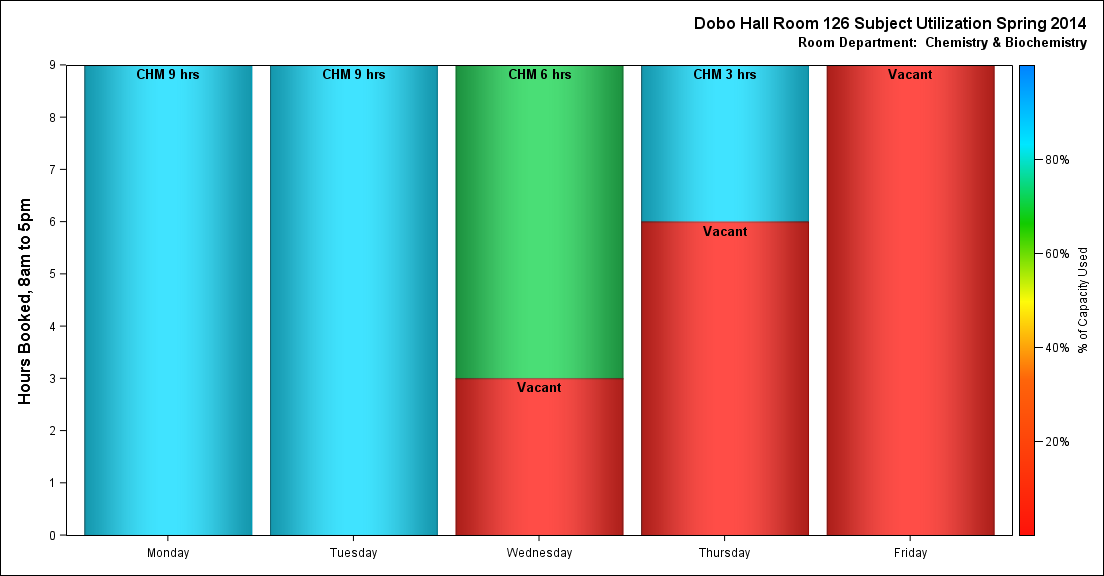 Dobo Hall Room 126 Subject Utilization Spring 2014
Room Department:  Chemistry & Biochemistry
Hours Booked, 8am to 5pm
9
8
7
6
5
4
3
2
1
0
CHM 9 hrs
CHM 9 hrs
CHM 6 hrs
CHM 3 hrs
Vacant
Vacant
Vacant
Monday
Tuesday
Wednesday
Thursday
Friday
80%
60%
40%
20%
% of Capacity Used